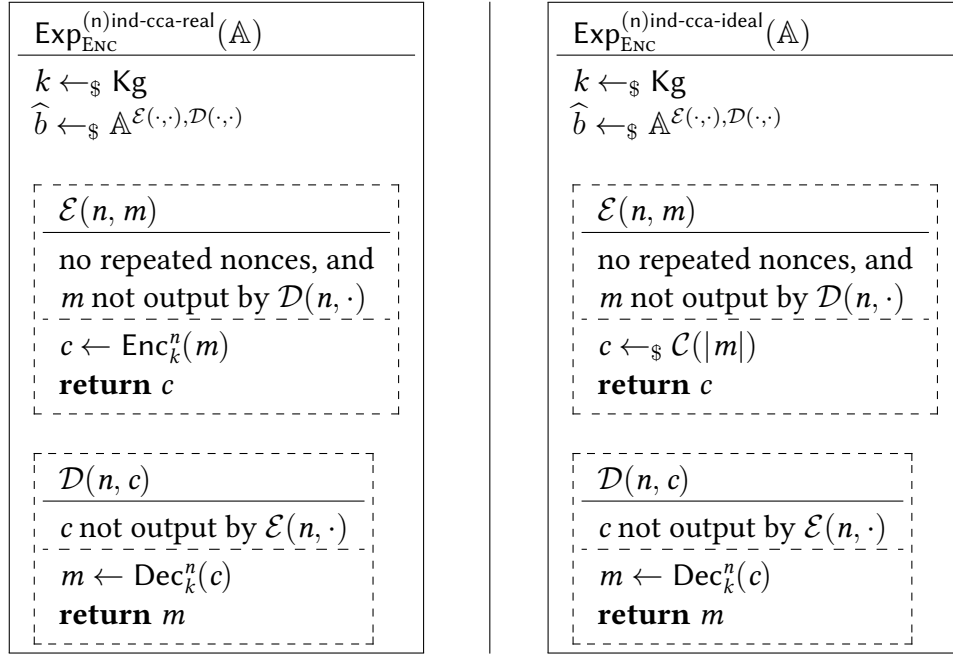 Exp_Enc^(n)ind-cca-real(𝔸)
k ←$ Kg
b̂ ←$ 𝔸^ℰ(·,·),𝒟(·,·)
ℰ(n, m)
no repeated nonces, and
m not output by 𝒟(n, ·)
c ← Enc_k^n(m)
return c
𝒟(n, c)
c not output by ℰ(n, ·)
m ← Dec_k^n(c)
return m
Exp_Enc^(n)ind-cca-ideal(𝔸)
k ←$ Kg
b̂ ←$ 𝔸^ℰ(·,·),𝒟(·,·)
ℰ(n, m)
no repeated nonces, and
m not output by 𝒟(n, ·)
c ←$ 𝒞(|m|)
return c
𝒟(n, c)
c not output by ℰ(n, ·)
m ← Dec_k^n(c)
return m